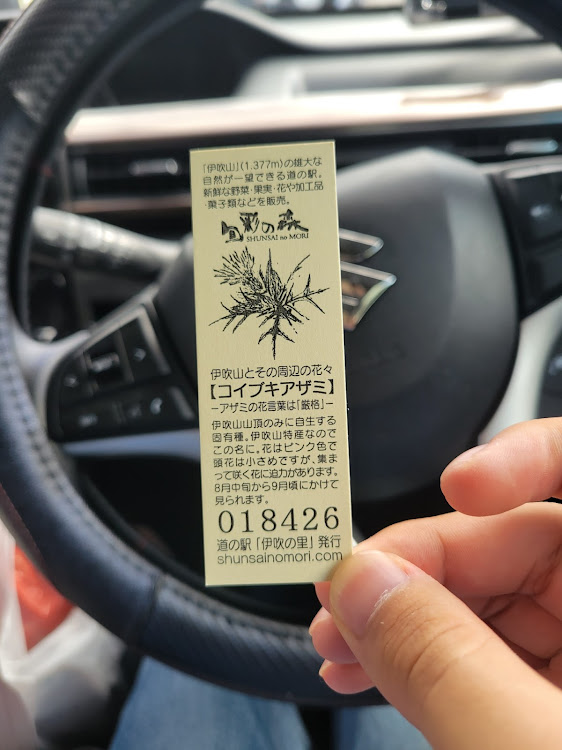 「伊吹山」(1.377m)の雄大な
自然が一望できる道の駅。
新鮮な野菜・果実・花や加工品
・菓子類などを販売。
旬彩の森
SHUNSAI no MORI
伊吹山とその周辺の花々
【コイブキアザミ】
−アザミの花言葉は「厳格」−
伊吹山山頂のみに自生する
固有種。伊吹山特産なので
この名に。花はピンク色で
頭花は小さめですが、集ま
って咲く花に迫力があります。
8月中旬から9月頃にかけて
見られます。
018426
道の駅「伊吹の里」発行
shunsainomori.com